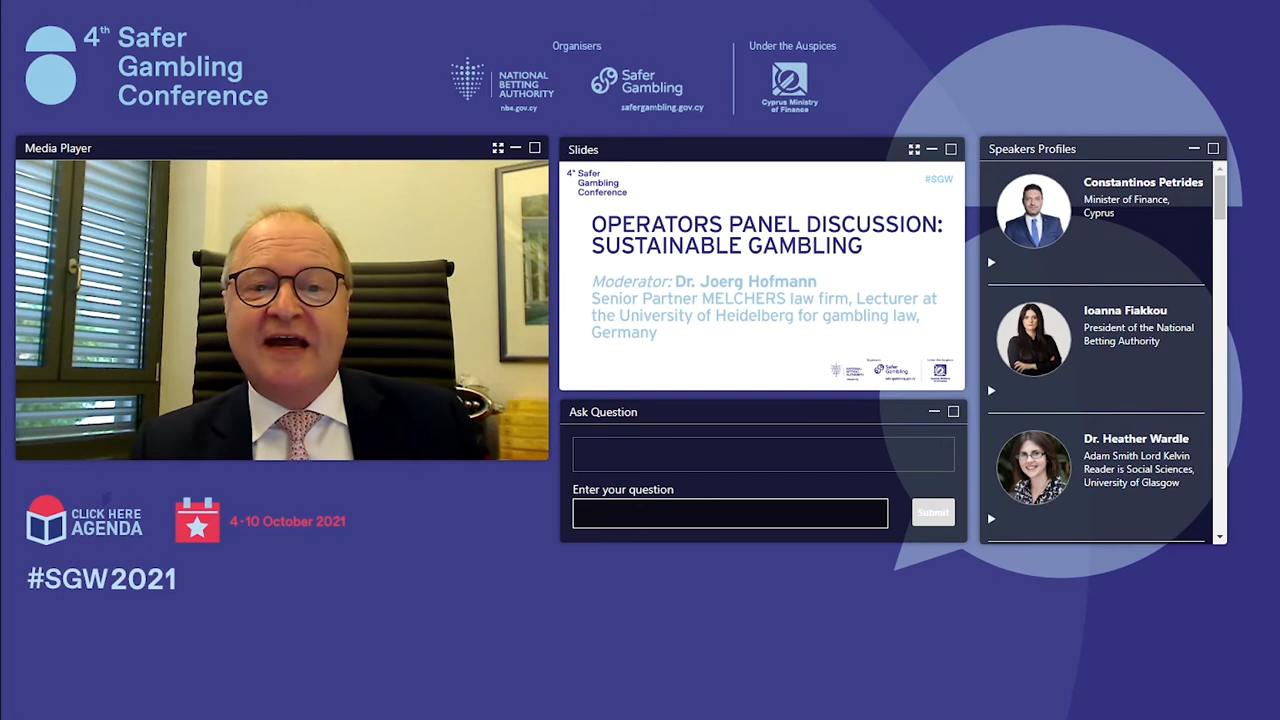 4th Safer
Gambling
Conference
Organisers
NATIONAL
BETTING
AUTHORITY
nba.gov.cy
Safer
Gambling
safergambling.gov.cy
Under the Auspices
Cyprus Ministry
of Finance
Media Player
Slides
4th Safer
Gambling
Conference
#SGW
OPERATORS PANEL DISCUSSION:
SUSTAINABLE GAMBLING
Moderator: Dr. Joerg Hofmann
Senior Partner MELCHERS law firm, Lecturer at
the University of Heidelberg for gambling law,
Germany
Safer
Gambling
Ask Question
Enter your question
Submit
Speakers Profiles
Constantinos Petrides
Minister of Finance,
Cyprus
Ioanna Fiakkou
President of the National
Betting Authority
Dr. Heather Wardle
Adam Smith Lord Kelvin
Reader is Social Sciences,
University of Glasgow
CLICK HERE
AGENDA
4-10 October 2021
#SGW2021